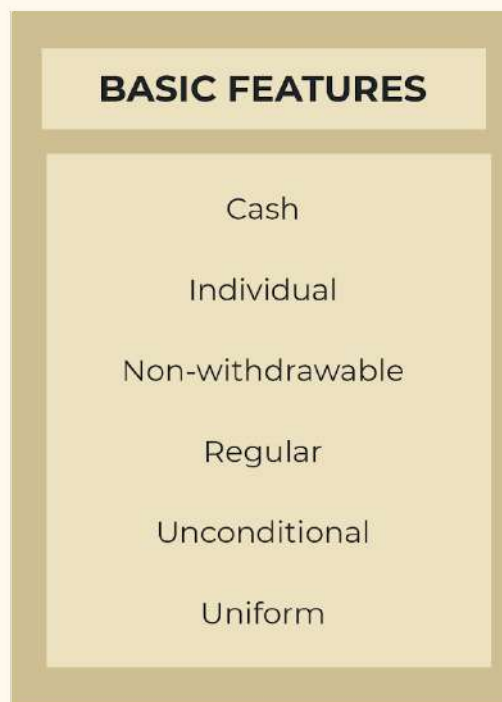 BASIC FEATURES
Cash
Individual
Non-withdrawable
Regular
Unconditional
Uniform